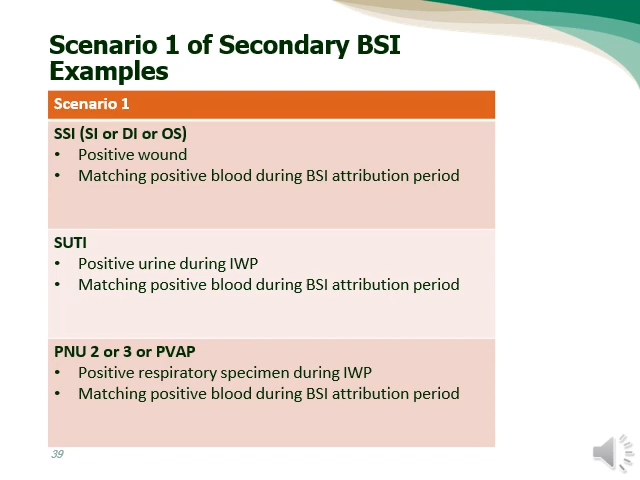 Scenario 1 of Secondary BSI
Examples
Scenario 1
SSI (SI or DI or OS)
• Positive wound
• Matching positive blood during BSI attribution period
SUTI
• Positive urine during IWP
• Matching positive blood during BSI attribution period
PNU 2 or 3 or PVAP
• Positive respiratory specimen during IWP
• Matching positive blood during BSI attribution period
39